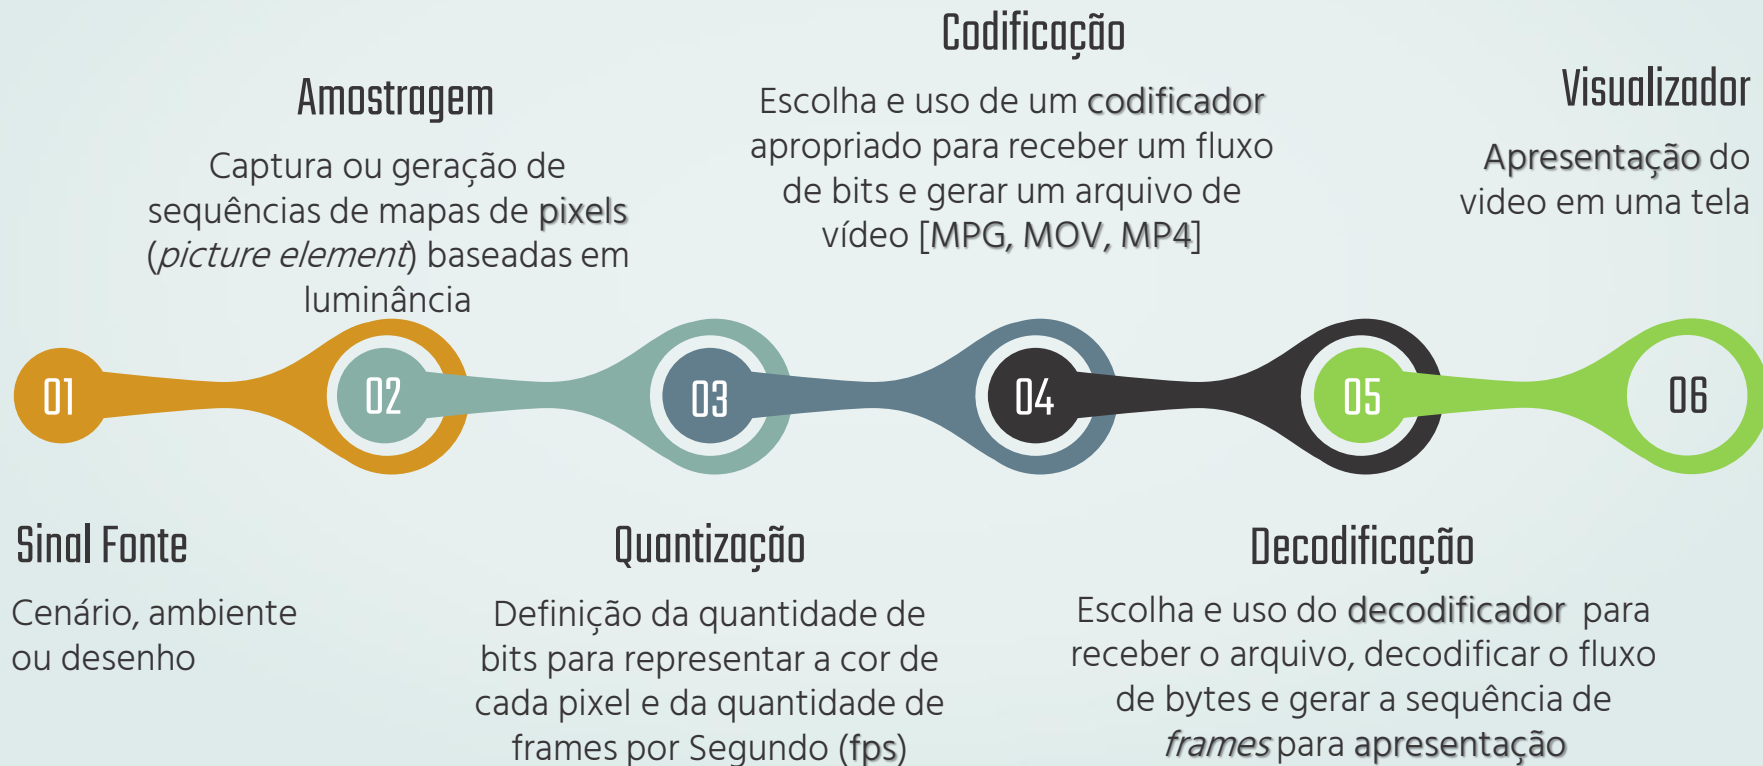 01
Sinal Fonte
Cenário, ambiente
ou desenho
02
Amostragem
Captura ou geração de
sequências de mapas de pixels
(picture element) baseadas em
luminância
03
Quantização
Definição da quantidade de
bits para representar a cor de
cada pixel e da quantidade de
frames por Segundo (fps)
04
Codificação
Escolha e uso de um codificador
apropriado para receber um fluxo
de bits e gerar um arquivo de
vídeo [MPG, MOV, MP4]
05
Decodificação
Escolha e uso do decodificador para
receber o arquivo, decodificar o fluxo
de bytes e gerar a sequência de
frames para apresentação
06
Visualizador
Apresentação do
video em uma tela